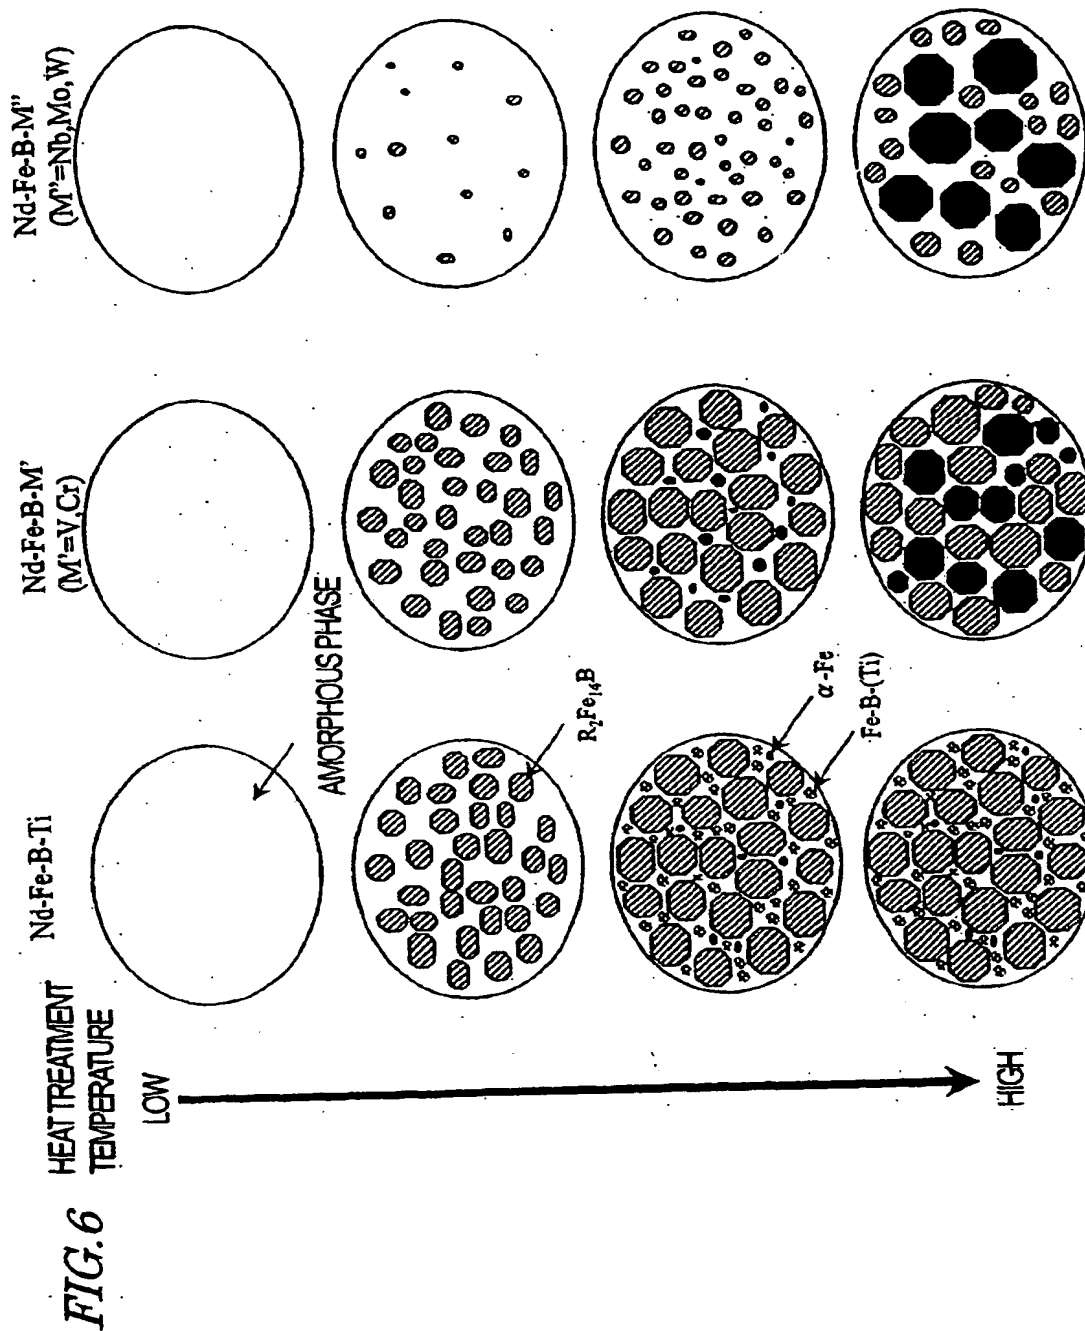 FIG.6
HEAT TREATMENT
TEMPERATURE
LOW
HIGH
Nd-Fe-B-Ti
AMORPHOUS PHASE
R₂Fe₁₄B
α-Fe
Fe-B-(Ti)
Nd-Fe-B-M'
(M'=V,Cr)
Nd-Fe-B-M"
(M"=Nb,Mo,W)